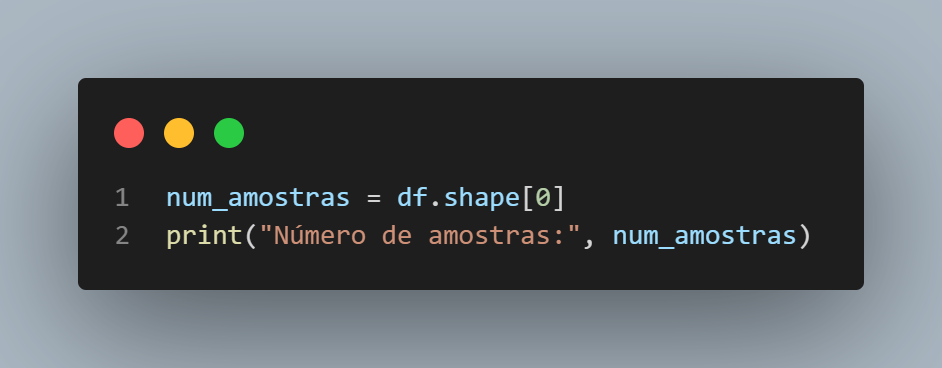 1 num_amostras = df.shape[0]
2 print("Número de amostras:", num_amostras)